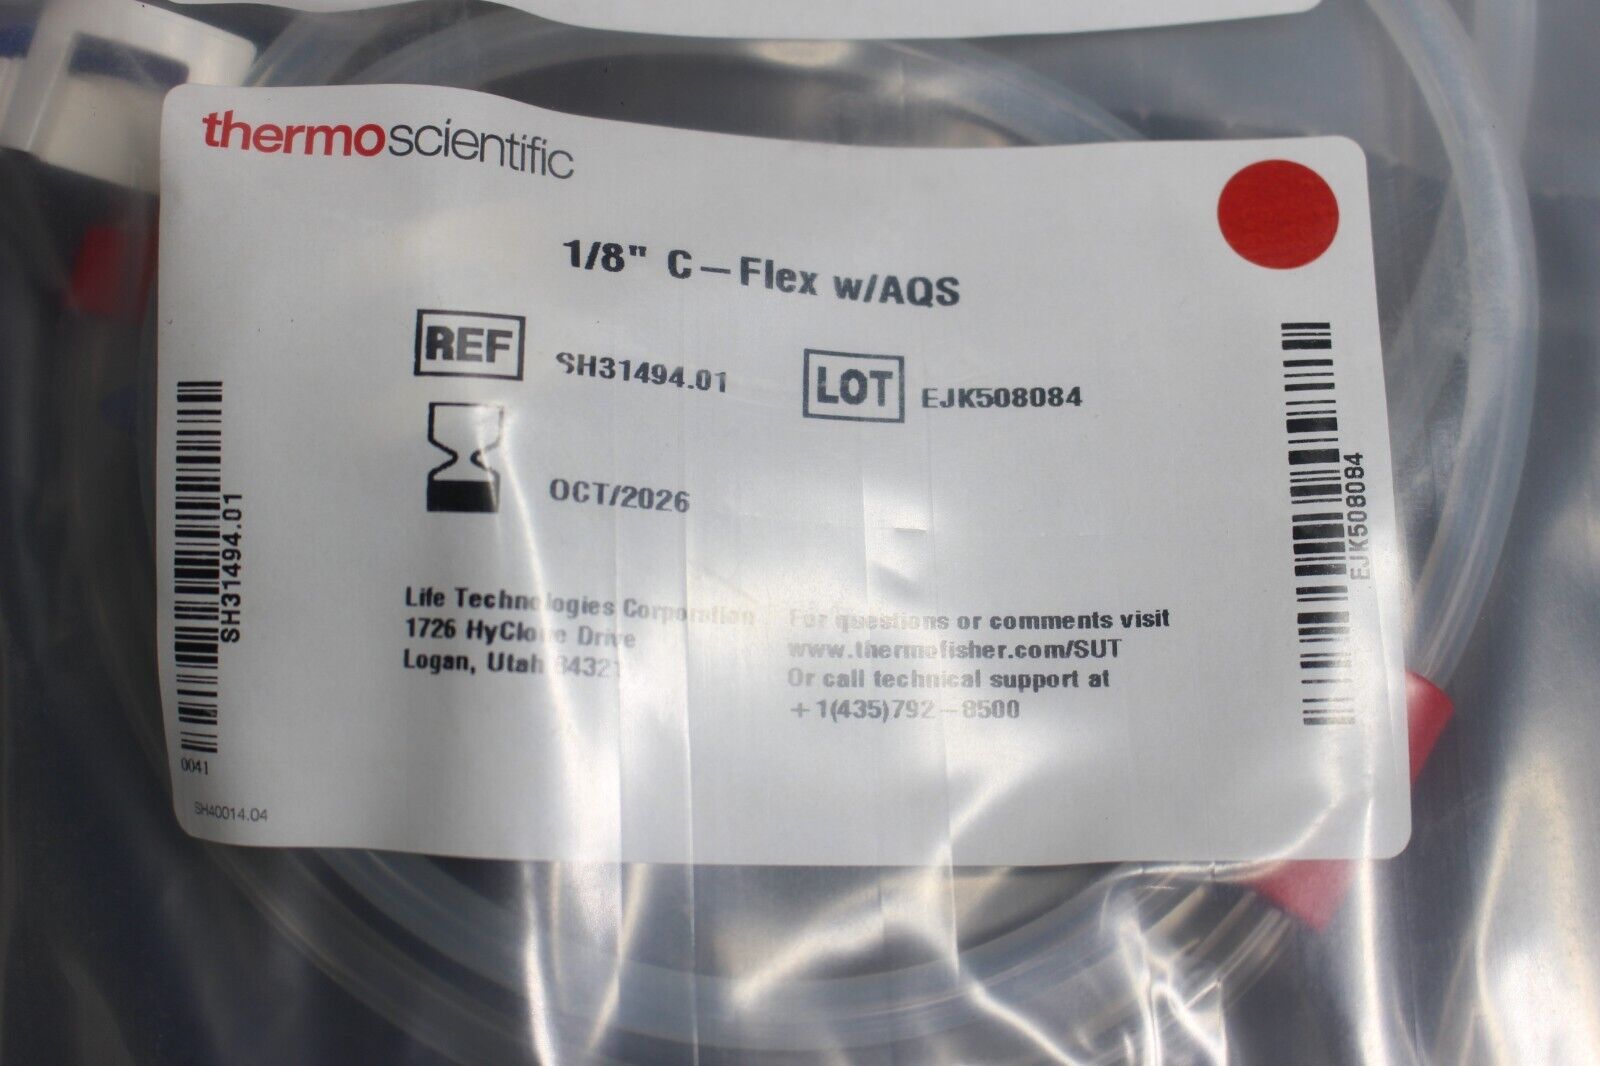 thermo scientific
1/8" C-Flex w/AQS
REF SH31494.01 LOT EJK508084
OCT/2026
Life Technologies Corporation
1726 HyClone Drive
Logan, Utah 84321
For questions or comments visit
www.thermofisher.com/SUT
Or call technical support at
+1(435)792-8500
SH31494.01
0041
SH40014.04
EJK508084